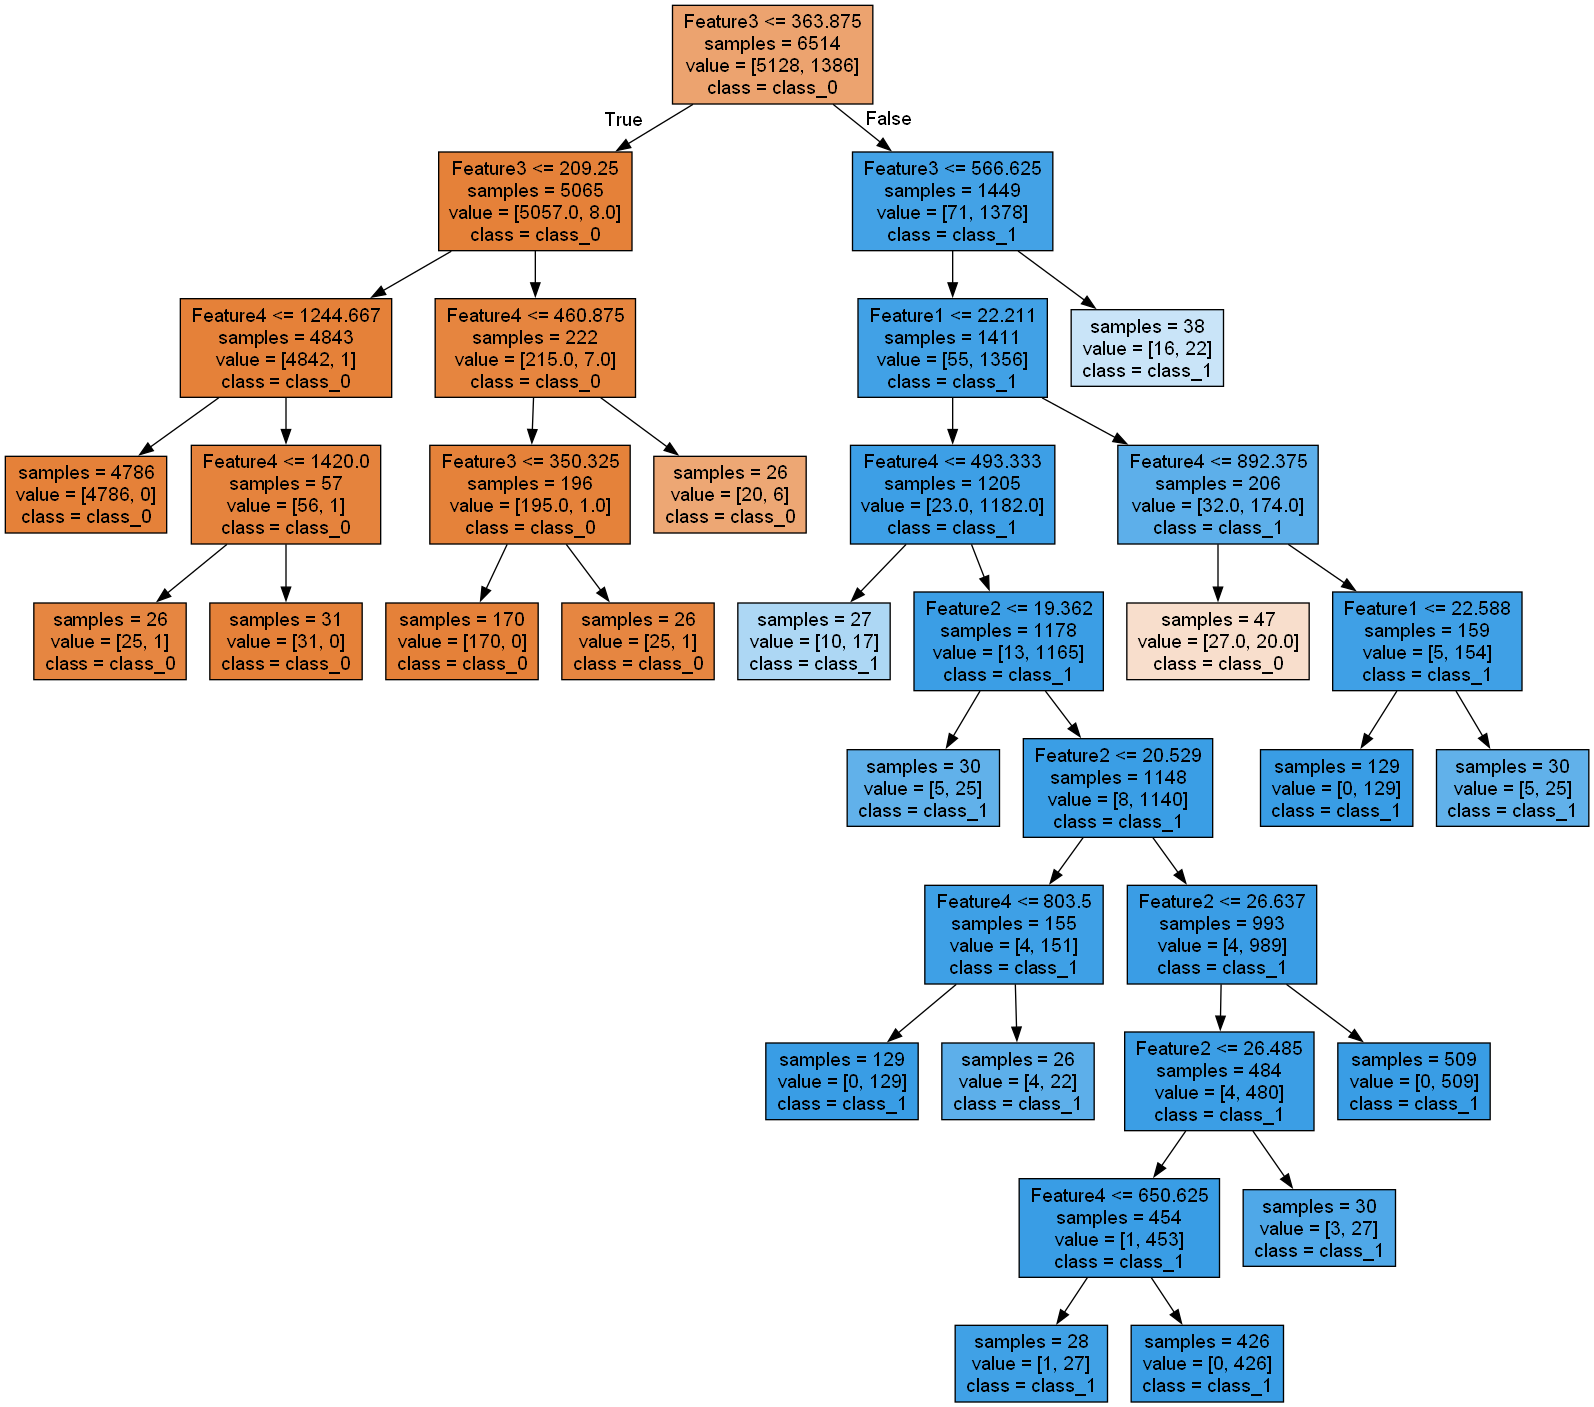 Feature3 <= 363.875
samples = 6514
value = [5128, 1386]
class = class_0
True
False
Feature3 <= 209.25
samples = 5065
value = [5057.0, 8.0]
class = class_0
Feature3 <= 566.625
samples = 1449
value = [71, 1378]
class = class_1
Feature4 <= 1244.667
samples = 4843
value = [4842, 1]
class = class_0
Feature4 <= 460.875
samples = 222
value = [215.0, 7.0]
class = class_0
Feature1 <= 22.211
samples = 1411
value = [55, 1356]
class = class_1
samples = 38
value = [16, 22]
class = class_1
samples = 4786
value = [4786, 0]
class = class_0
Feature4 <= 1420.0
samples = 57
value = [56, 1]
class = class_0
Feature3 <= 350.325
samples = 196
value = [195.0, 1.0]
class = class_0
samples = 26
value = [20, 6]
class = class_0
Feature4 <= 493.333
samples = 1205
value = [23.0, 1182.0]
class = class_1
Feature4 <= 892.375
samples = 206
value = [32.0, 174.0]
class = class_1
samples = 26
value = [25, 1]
class = class_0
samples = 31
value = [31, 0]
class = class_0
samples = 170
value = [170, 0]
class = class_0
samples = 26
value = [25, 1]
class = class_0
samples = 27
value = [10, 17]
class = class_1
Feature2 <= 19.362
samples = 1178
value = [13, 1165]
class = class_1
samples = 47
value = [27.0, 20.0]
class = class_0
Feature1 <= 22.588
samples = 159
value = [5, 154]
class = class_1
samples = 30
value = [5, 25]
class = class_1
Feature2 <= 20.529
samples = 1148
value = [8, 1140]
class = class_1
samples = 129
value = [0, 129]
class = class_1
samples = 30
value = [5, 25]
class = class_1
Feature4 <= 803.5
samples = 155
value = [4, 151]
class = class_1
Feature2 <= 26.637
samples = 993
value = [4, 989]
class = class_1
samples = 129
value = [0, 129]
class = class_1
samples = 26
value = [4, 22]
class = class_1
Feature2 <= 26.485
samples = 484
value = [4, 480]
class = class_1
samples = 509
value = [0, 509]
class = class_1
Feature4 <= 650.625
samples = 454
value = [1, 453]
class = class_1
samples = 30
value = [3, 27]
class = class_1
samples = 28
value = [1, 27]
class = class_1
samples = 426
value = [0, 426]
class = class_1